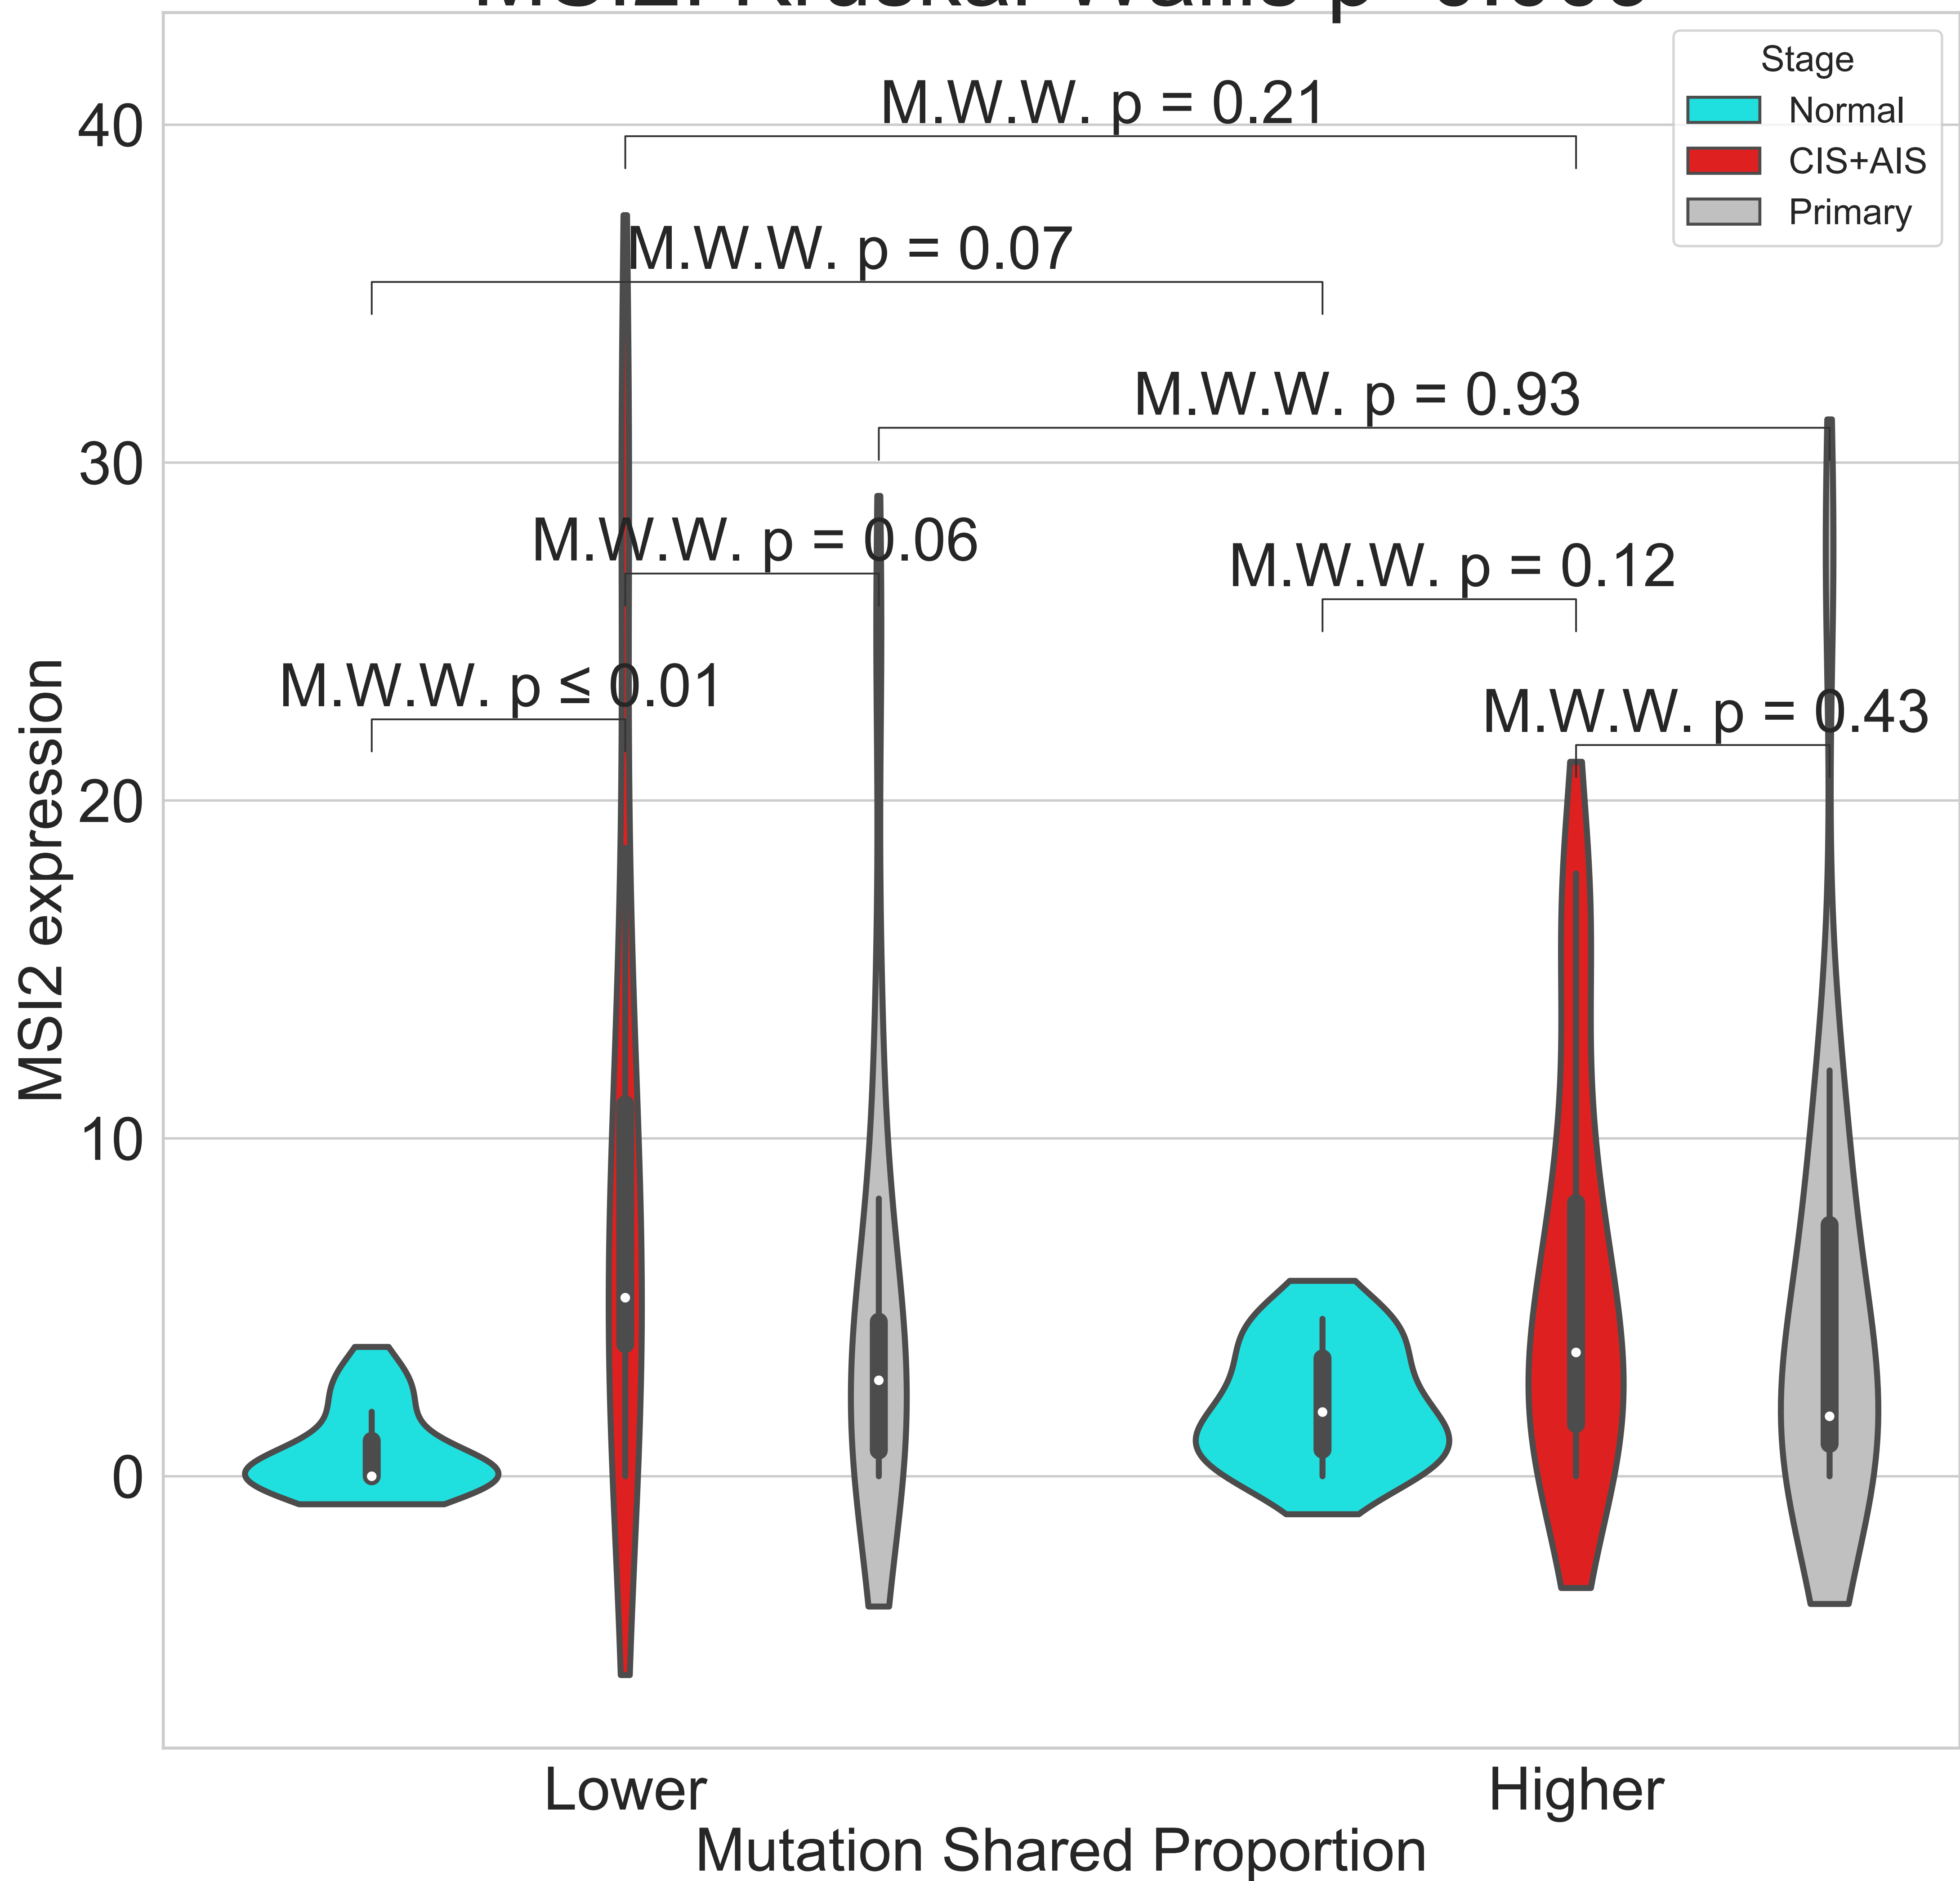 Stage
Normal
CIS+AIS
Primary
M.W.W. p = 0.21
M.W.W. p = 0.07
M.W.W. p = 0.93
M.W.W. p = 0.06
M.W.W. p = 0.12
M.W.W. p ≤ 0.01
M.W.W. p = 0.43
40
30
20
10
0
MSI2 expression
Lower
Higher
Mutation Shared Proportion